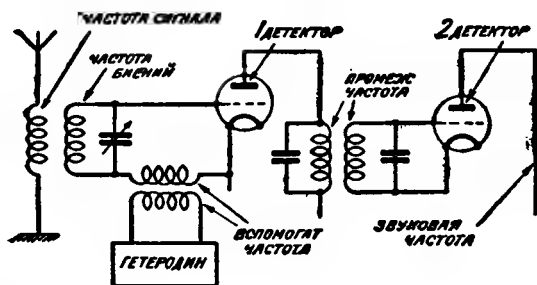 ЧАСТОТА СИГНАЛА
1 ДЕТЕКТОР
2 ДЕТЕКТОР
ЧАСТОТА
БИЕНИЙ
ПРОМЕЖ
ЧАСТОТА
ВСПОМОГАТ
ЧАСТОТА
ЗВУКОВАЯ
ЧАСТОТА
ГЕТЕРОДИН